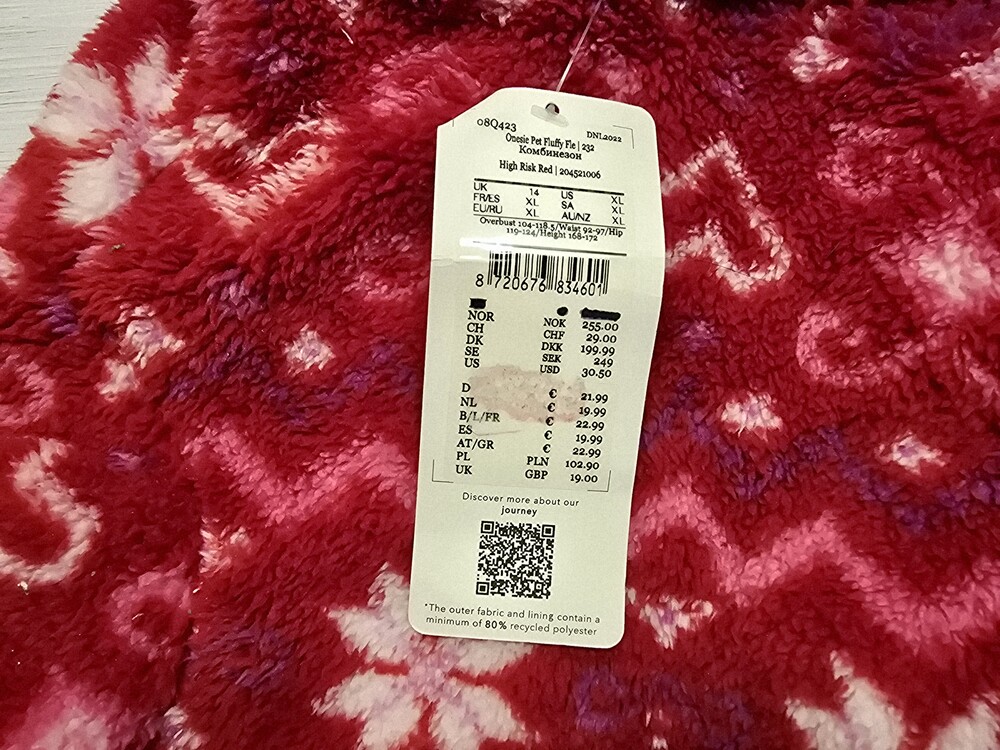 08Q423 DNL2022
Onesie Pet Fluffy Fle | 232
Комбинезон
High Risk Red | 204521006
UK 14 US XL
FR/ES XL SA XL
EU/RU XL AU/NZ XL
Overbust 104-118.5/Waist 92-97/Hip
119-124/Height 168-172
8 720676 834601
NOR NOK 255.00
CH CHF 29.00
DK DKK 199.99
SE SEK 249
US USD 30.50
D € 21.99
NL € 19.99
B/L/FR € 22.99
ES € 19.99
AT/GR € 22.99
PL PLN 102.90
UK GBP 19.00
Discover more about our
journey
*The outer fabric and lining contain a
minimum of 80% recycled polyester